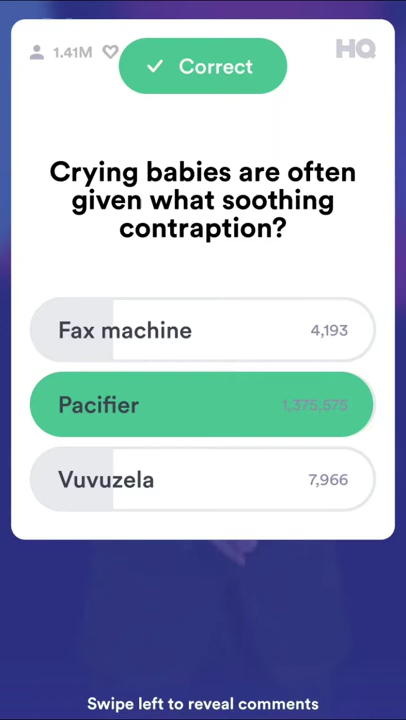 1.41M
HQ
Correct
Crying babies are often
given what soothing
contraption?
Fax machine 4,193
Pacifier 1,375,575
Vuvuzela 7,966
Swipe left to reveal comments